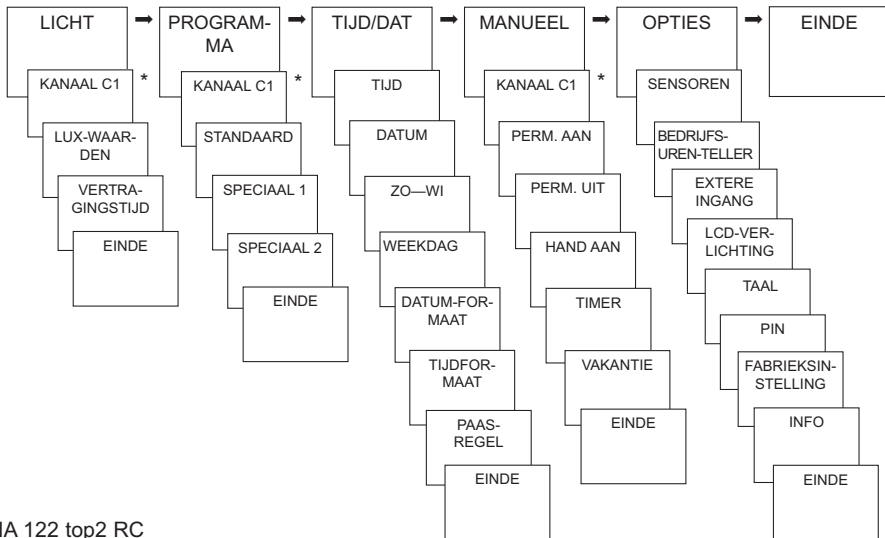 LICHT ➞ PROGRAM-
MA ➞ TIJD/DAT ➞ MANUEEL ➞ OPTIES ➞ EINDE
KANAAL C1 *
LUX-WAAR-
DEN
VERTRA-
GINGSTIJD
EINDE
KANAAL C1 *
STANDAARD
SPECIAAL 1
SPECIAAL 2
EINDE
TIJD
DATUM
ZO—WI
WEEKDAG
DATUM-FOR-
MAAT
TIJDFOR-
MAAT
PAAS-
REGEL
EINDE
KANAAL C1 *
PERM. AAN
PERM. UIT
HAND AAN
TIMER
VAKANTIE
EINDE
SENSOREN
BEDRIJFS-
UREN-TELLER
EXTERE
INGANG
LCD-VER-
LICHTING
TAAL
PIN
FABRIEKSIN-
STELLING
INFO
EINDE
122 top2 RC